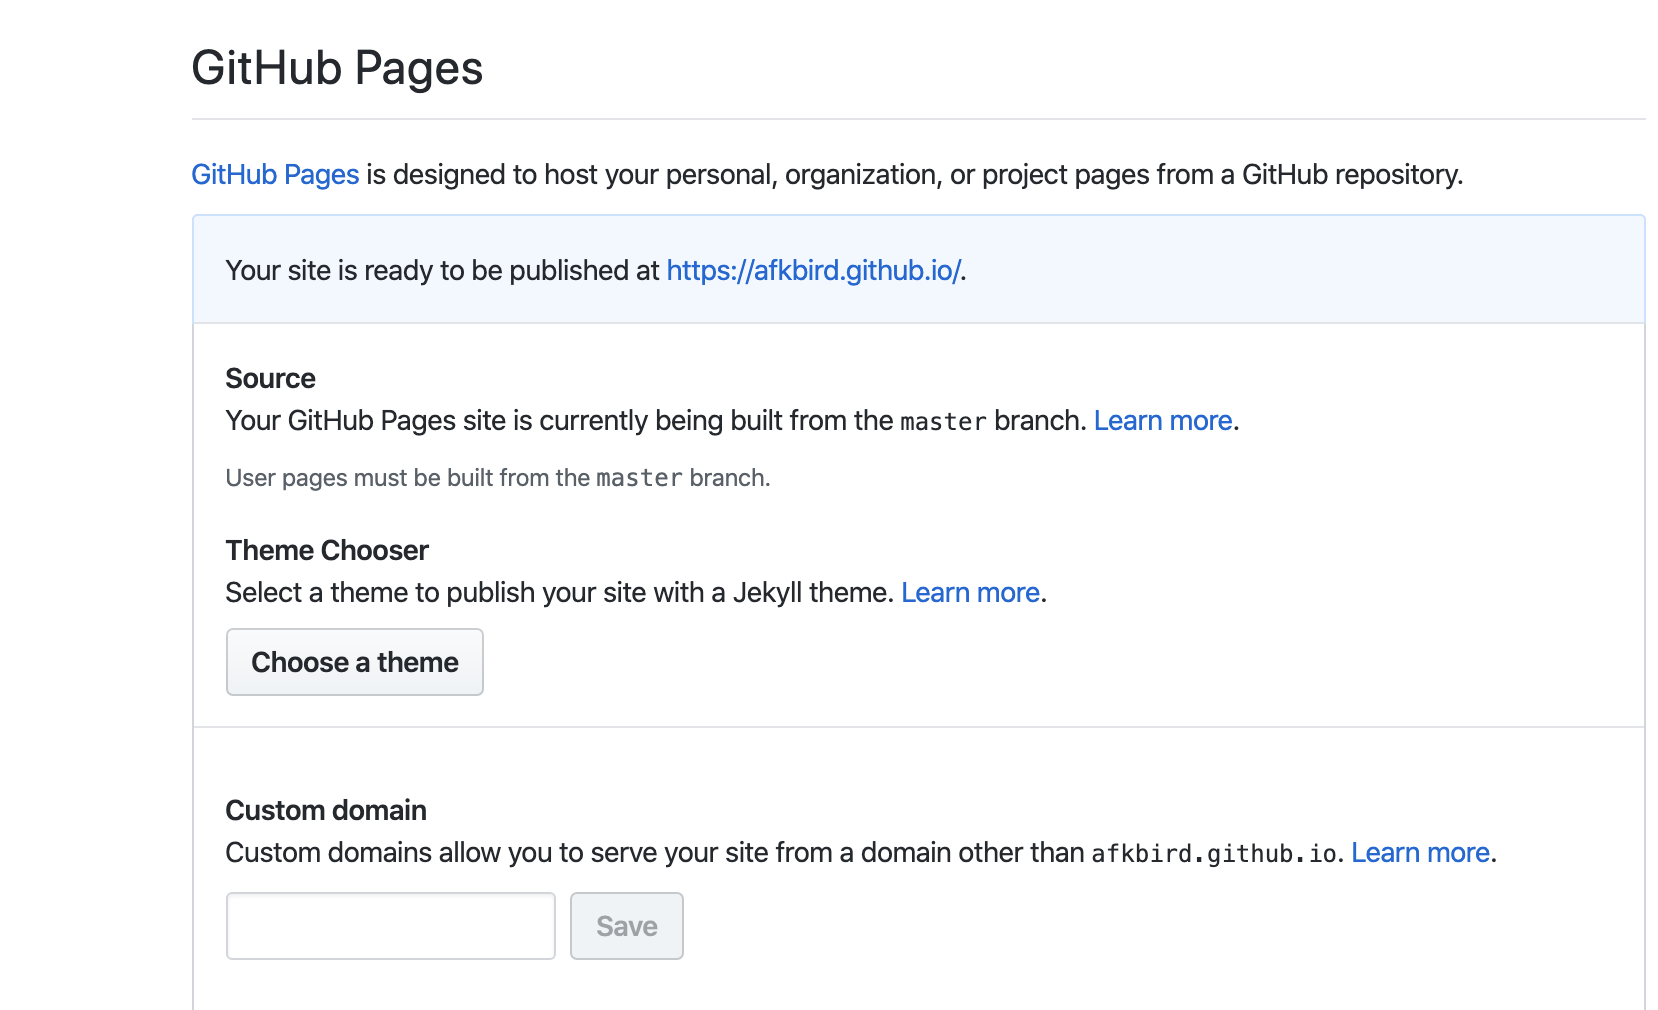 GitHub Pages
GitHub Pages is designed to host your personal, organization, or project pages from a GitHub repository.
Your site is ready to be published at https://afkbird.github.io/.
Source
Your GitHub Pages site is currently being built from the master branch. Learn more.
User pages must be built from the master branch.
Theme Chooser
Select a theme to publish your site with a Jekyll theme. Learn more.
Choose a theme
Custom domain
Custom domains allow you to serve your site from a domain other than afkbird.github.io. Learn more.
Save